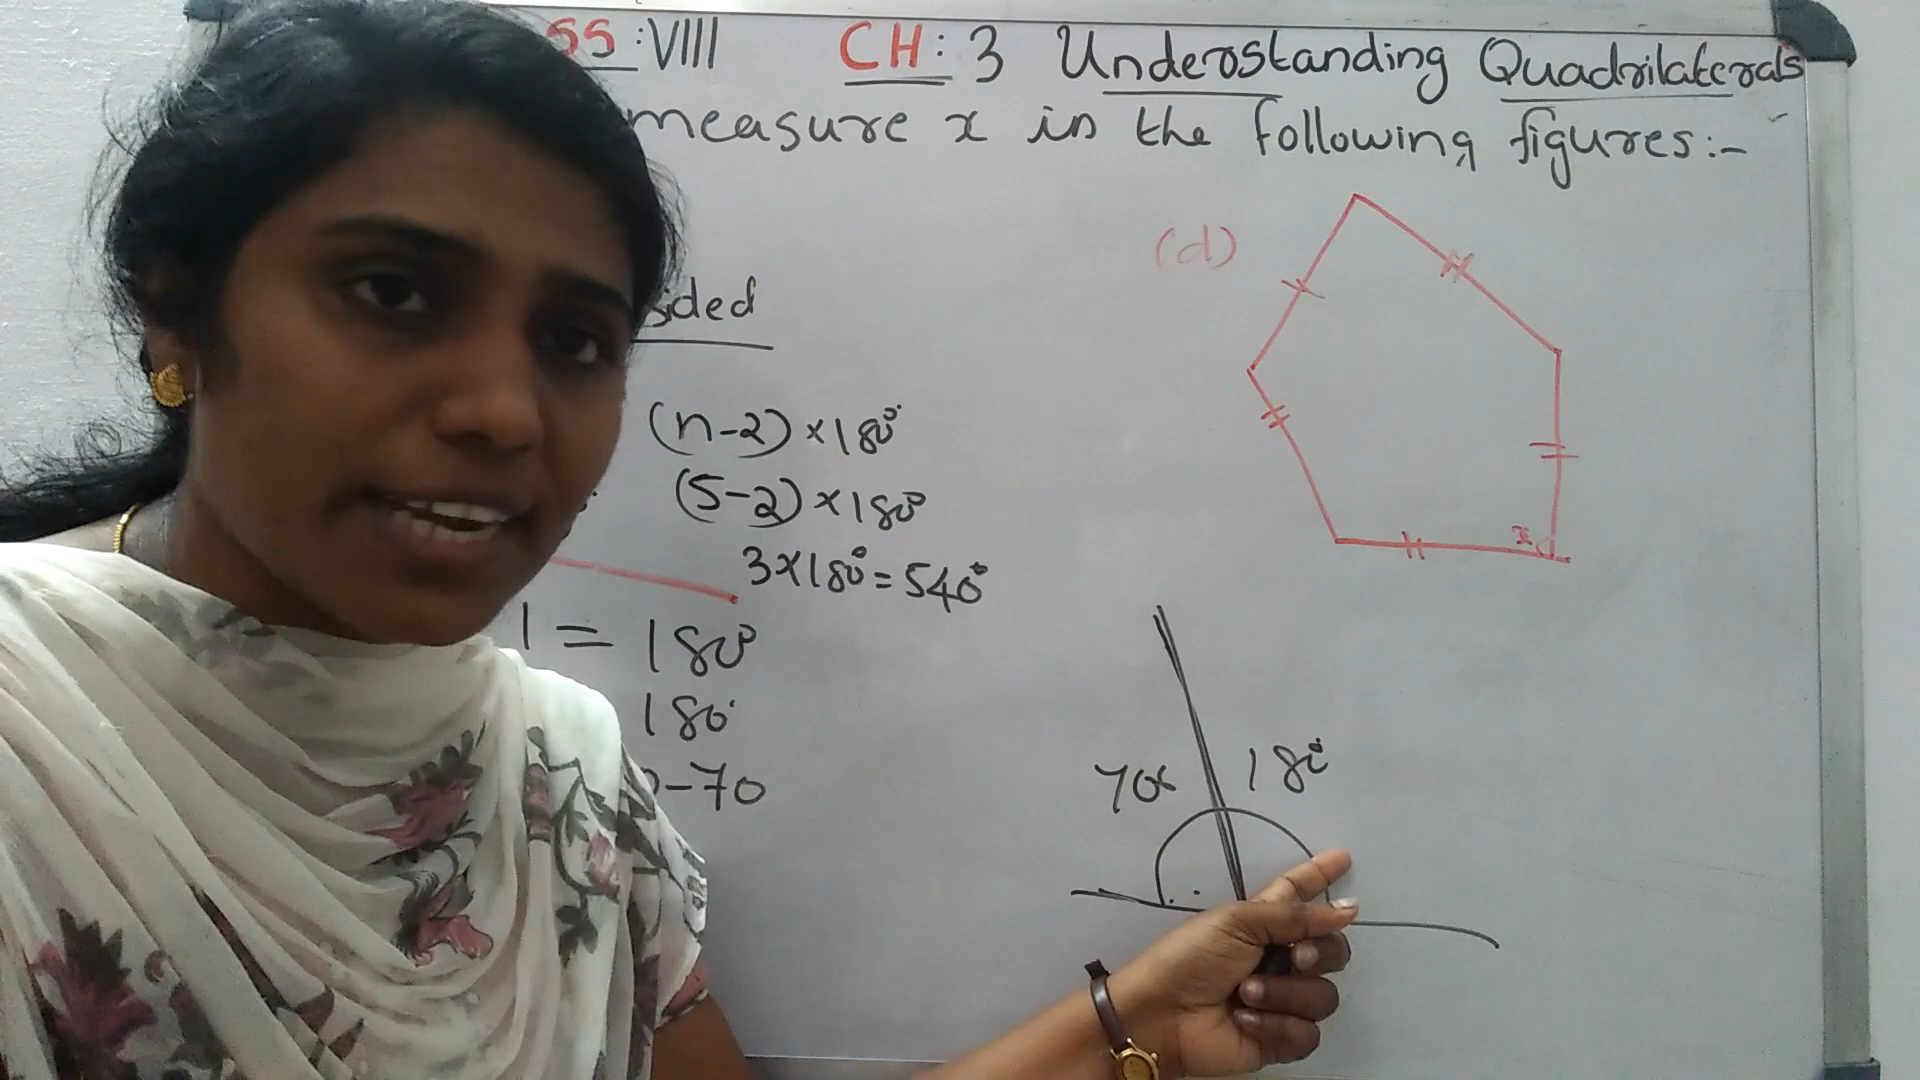 SS : VIII CH : 3 Understanding Quadrilaterals
measure x in the following figures:-
(d)
sided
(n-2) × 180°
(5-2) × 180°
3 × 180° = 540°
x
1 = 180°
180°
-70
70 180°